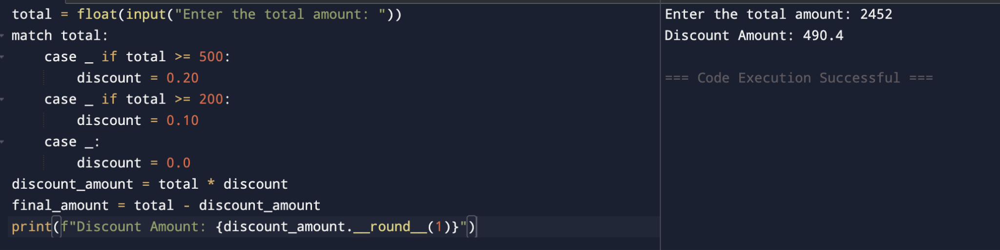 total = float(input("Enter the total amount: "))
match total:
    case _ if total >= 500:
        discount = 0.20
    case _ if total >= 200:
        discount = 0.10
    case _:
        discount = 0.0
discount_amount = total * discount
final_amount = total - discount_amount
print(f"Discount Amount: {discount_amount.__round__(1)}")
Enter the total amount: 2452
Discount Amount: 490.4
=== Code Execution Successful ===